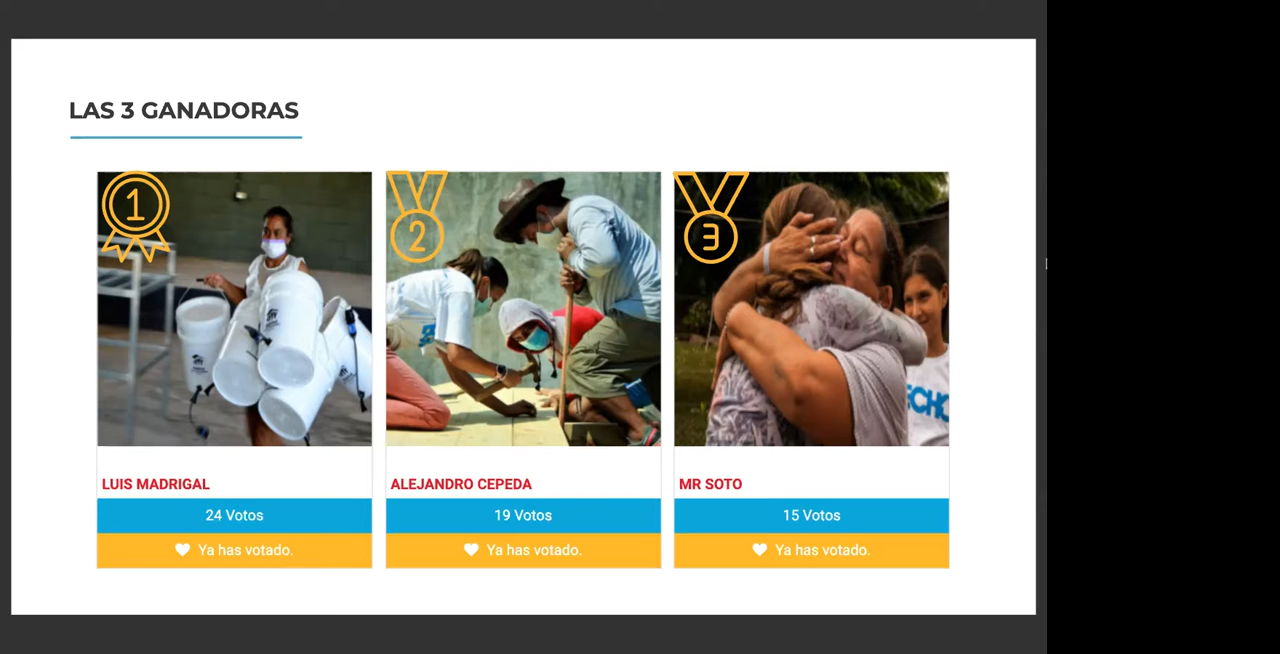 LAS 3 GANADORAS
1
2
3
ECHO
LUIS MADRIGAL
ALEJANDRO CEPEDA
MR SOTO
24 Votos
19 Votos
15 Votos
Ya has votado.
Ya has votado.
Ya has votado.